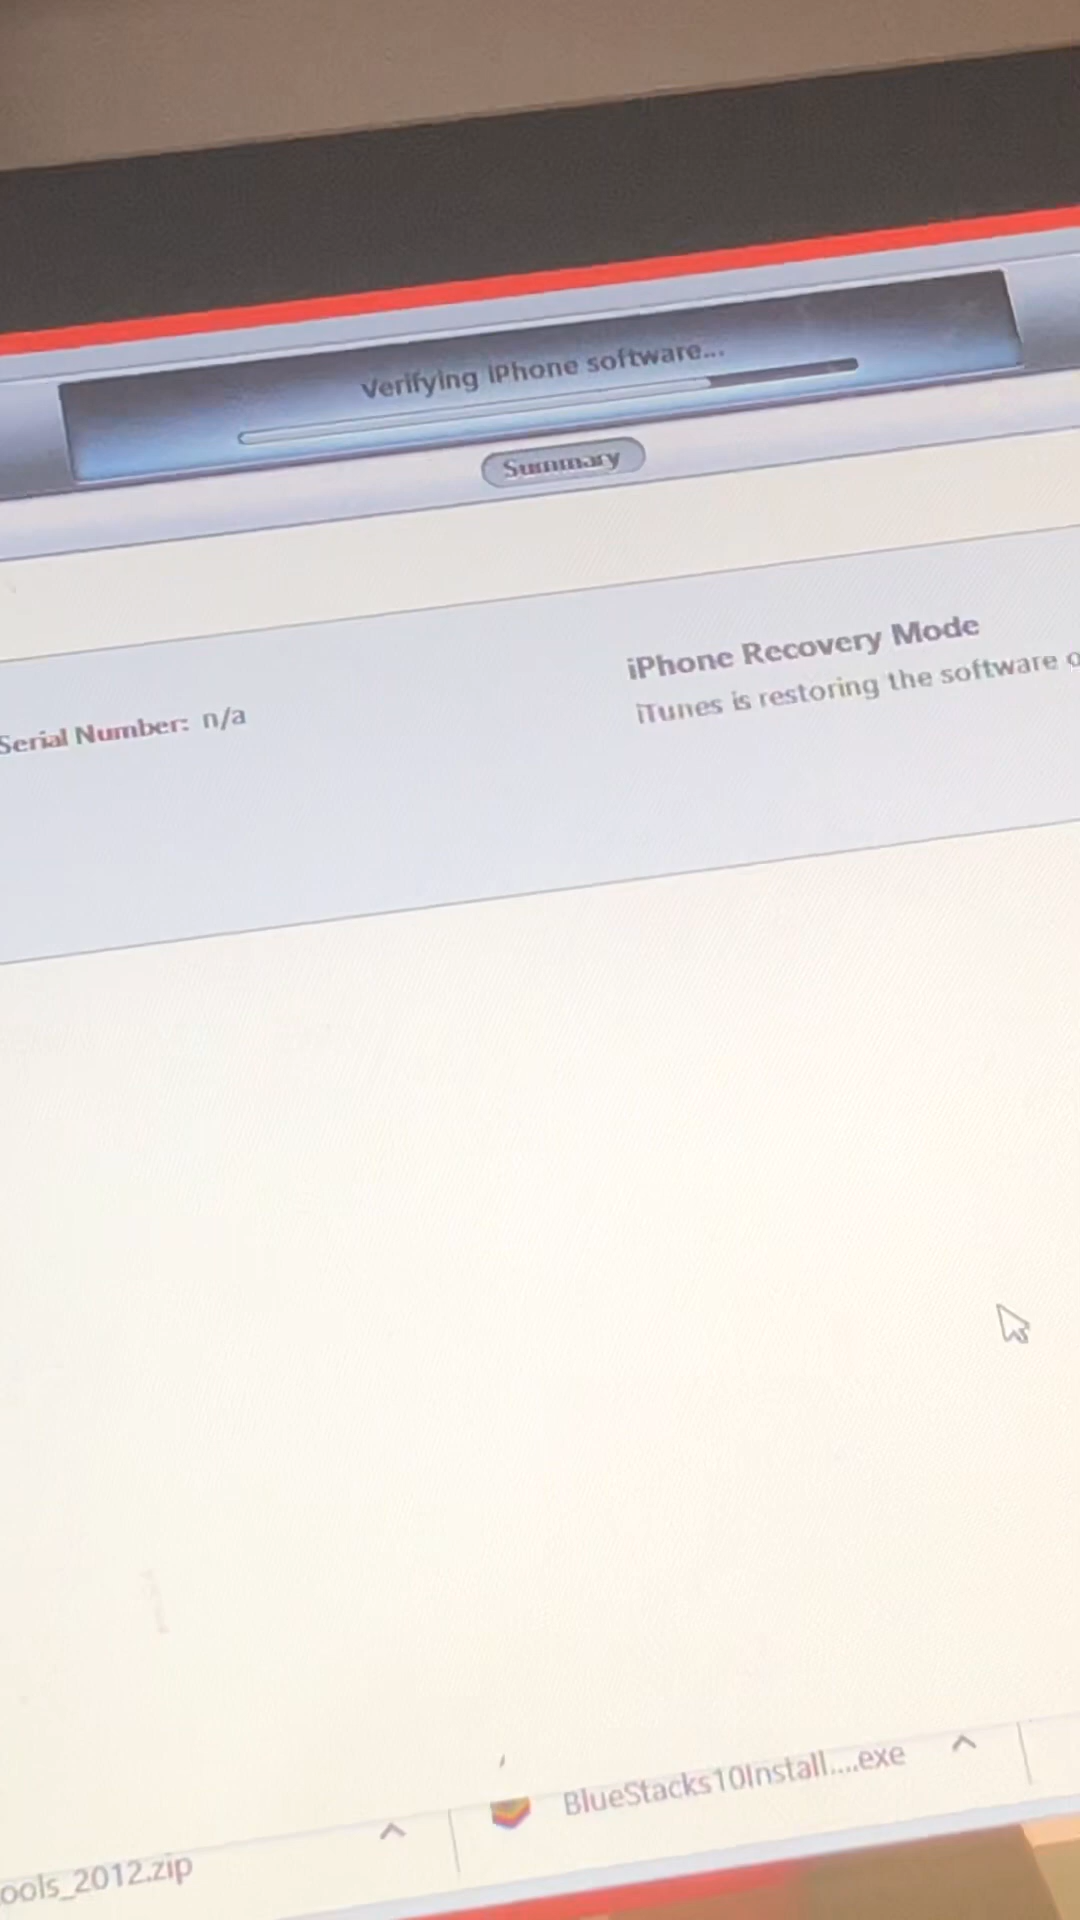 Verifying iPhone software...
Summary
iPhone Recovery Mode
iTunes is restoring the software o
Serial Number: n/a
BlueStacks10Install....exe
ools_2012.zip